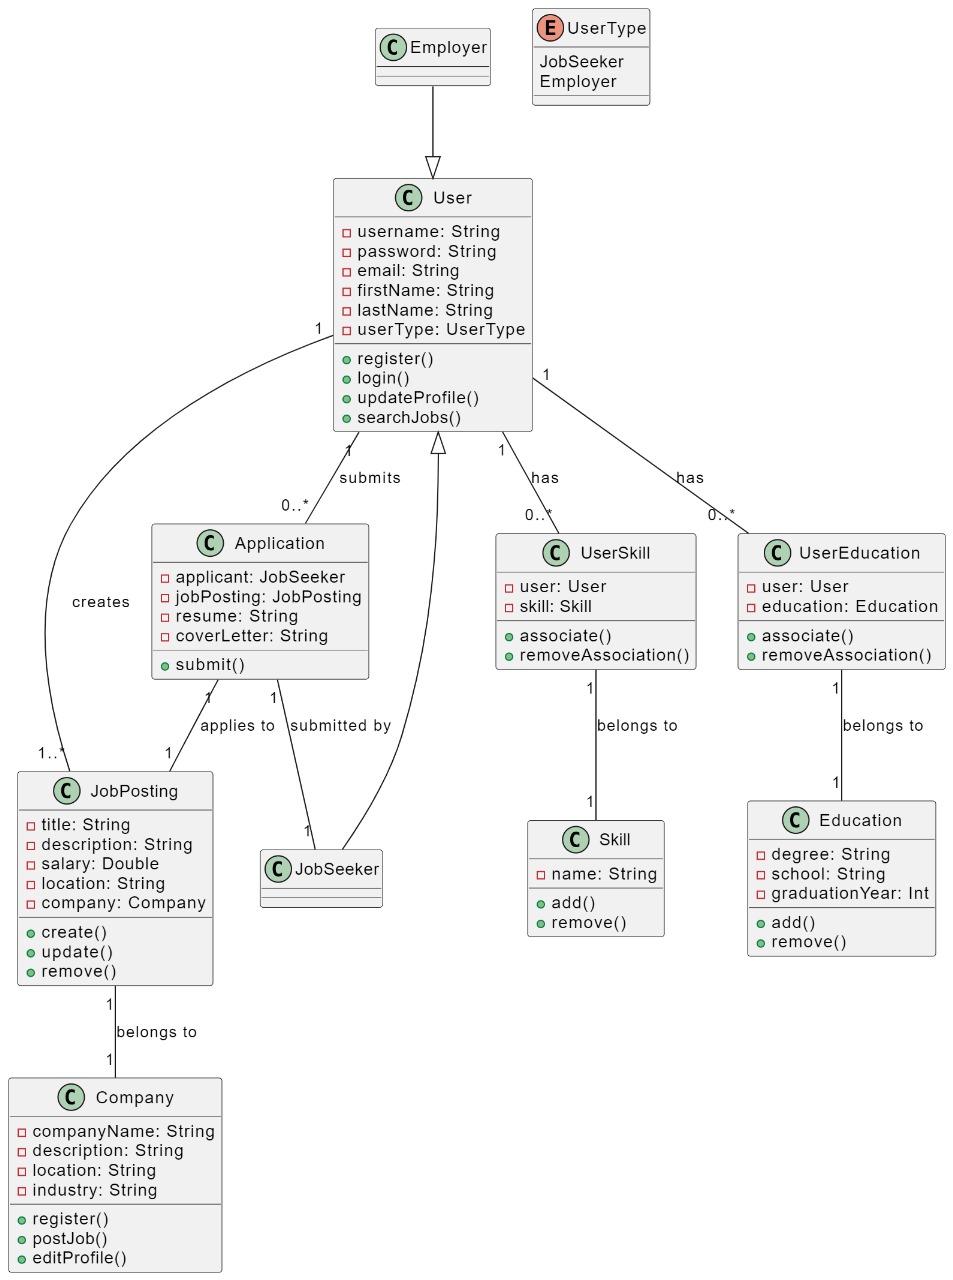 C Employer
E UserType
JobSeeker
Employer
C User
username: String
password: String
email: String
firstName: String
lastName: String
userType: UserType
register()
login()
updateProfile()
searchJobs()
1
1
1
1
submits
has
has
0..*
0..*
0..*
creates
C Application
applicant: JobSeeker
jobPosting: JobPosting
resume: String
coverLetter: String
submit()
C UserSkill
user: User
skill: Skill
associate()
removeAssociation()
C UserEducation
user: User
education: Education
associate()
removeAssociation()
1
1
1
1
applies to
submitted by
belongs to
belongs to
1..*
1
1
1
1
C JobPosting
title: String
description: String
salary: Double
location: String
company: Company
create()
update()
remove()
C JobSeeker
C Skill
name: String
add()
remove()
C Education
degree: String
school: String
graduationYear: Int
add()
remove()
1
belongs to
1
C Company
companyName: String
description: String
location: String
industry: String
register()
postJob()
editProfile()